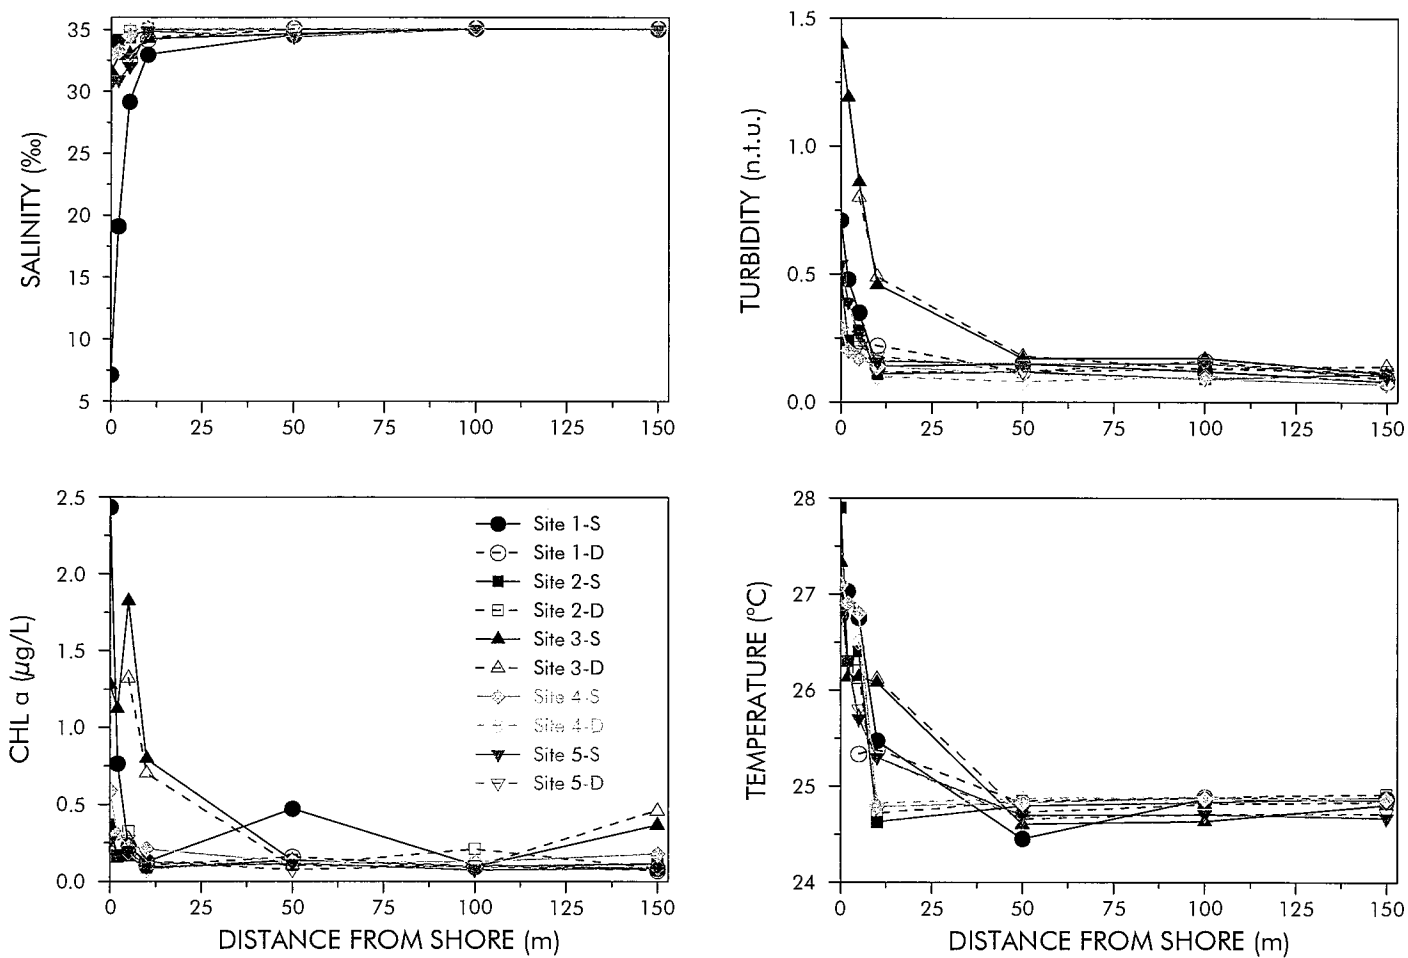 35
30
25
20
15
10
5
SALINITY (‰)
0 25 50 75 100 125 150
1.5
1.0
0.5
0.0
TURBIDITY (n.t.u.)
0 25 50 75 100 125 150
2.5
2.0
1.5
1.0
0.5
0.0
CHL α (µg/L)
Site 1-S
Site 1-D
Site 2-S
Site 2-D
Site 3-S
Site 3-D
Site 4-S
Site 4-D
Site 5-S
Site 5-D
0 25 50 75 100 125 150
DISTANCE FROM SHORE (m)
28
27
26
25
24
TEMPERATURE (°C)
0 25 50 75 100 125 150
DISTANCE FROM SHORE (m)